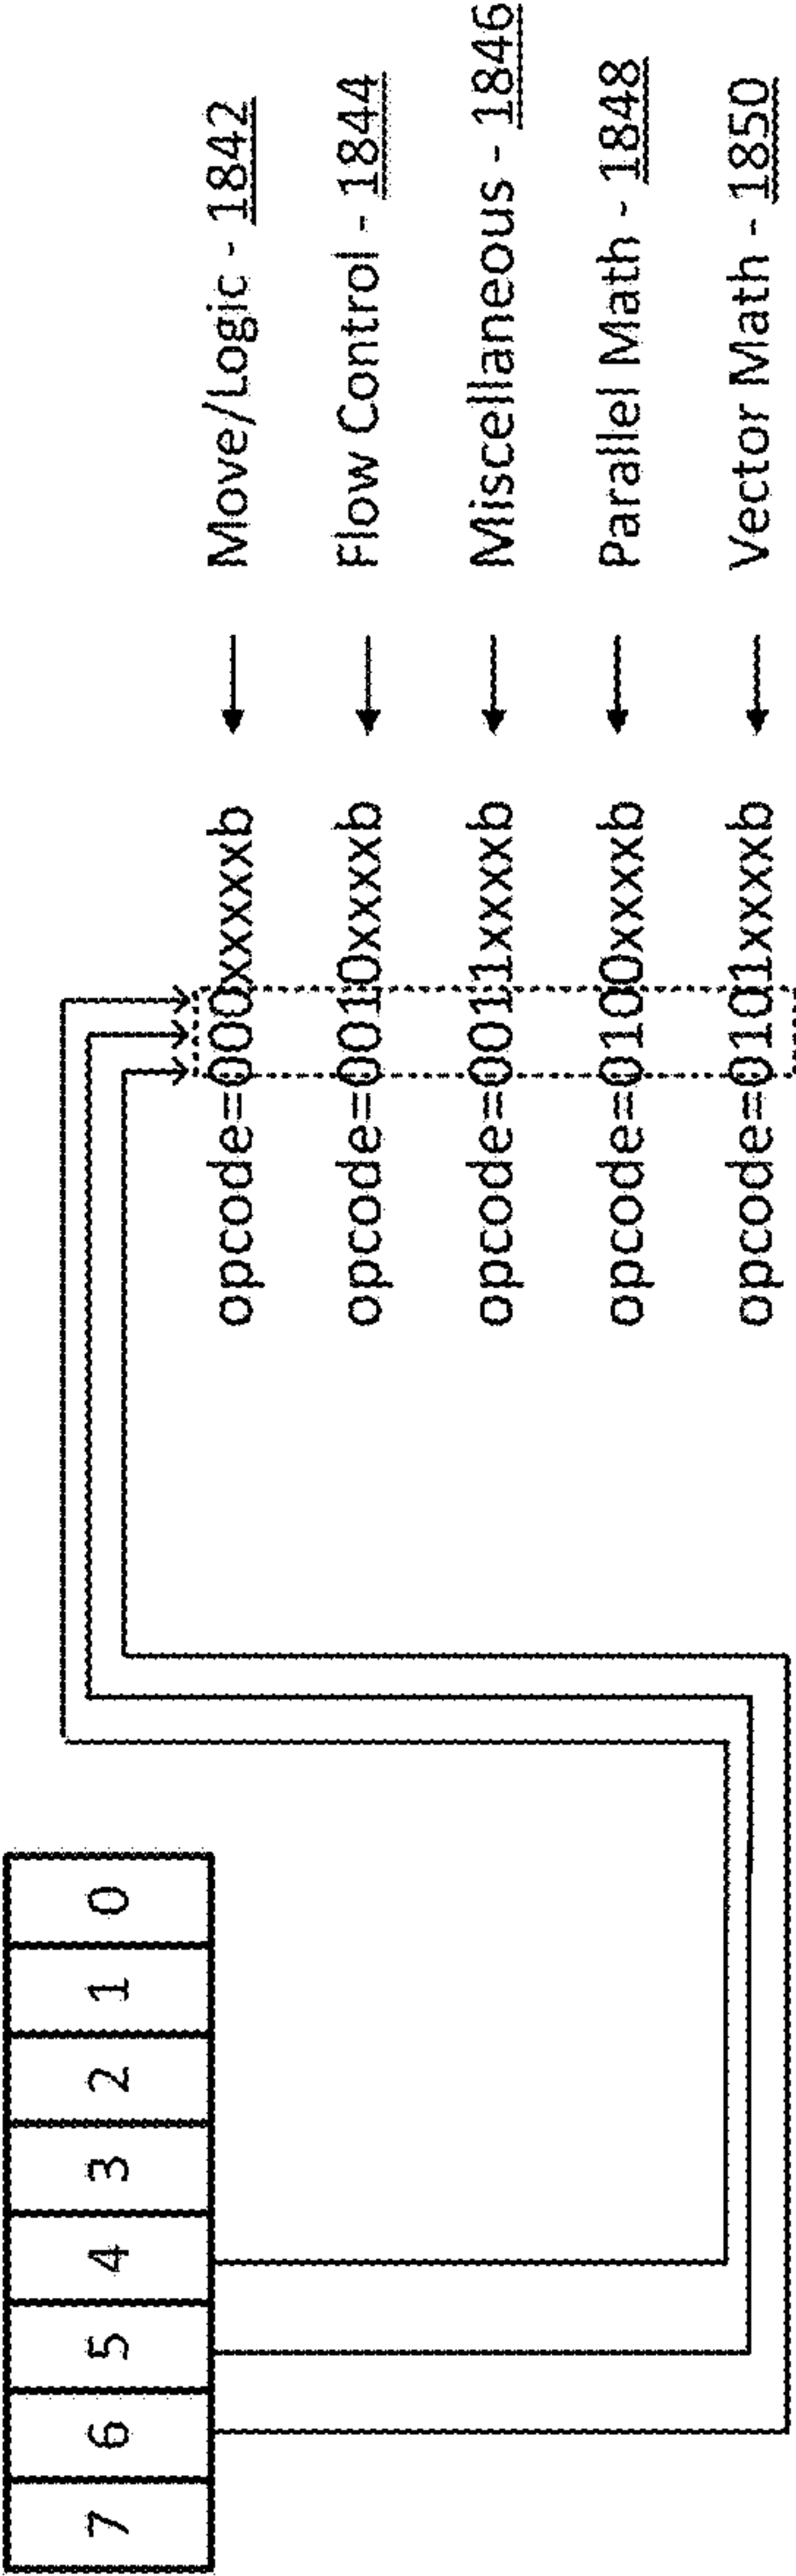 7 6 5 4 3 2 1 0
opcode=000xxxxxb ← Move/Logic - 1842
opcode=0010xxxxb ← Flow Control - 1844
opcode=0011xxxxb ← Miscellaneous - 1846
opcode=0100xxxxb ← Parallel Math - 1848
opcode=0101xxxxb ← Vector Math - 1850